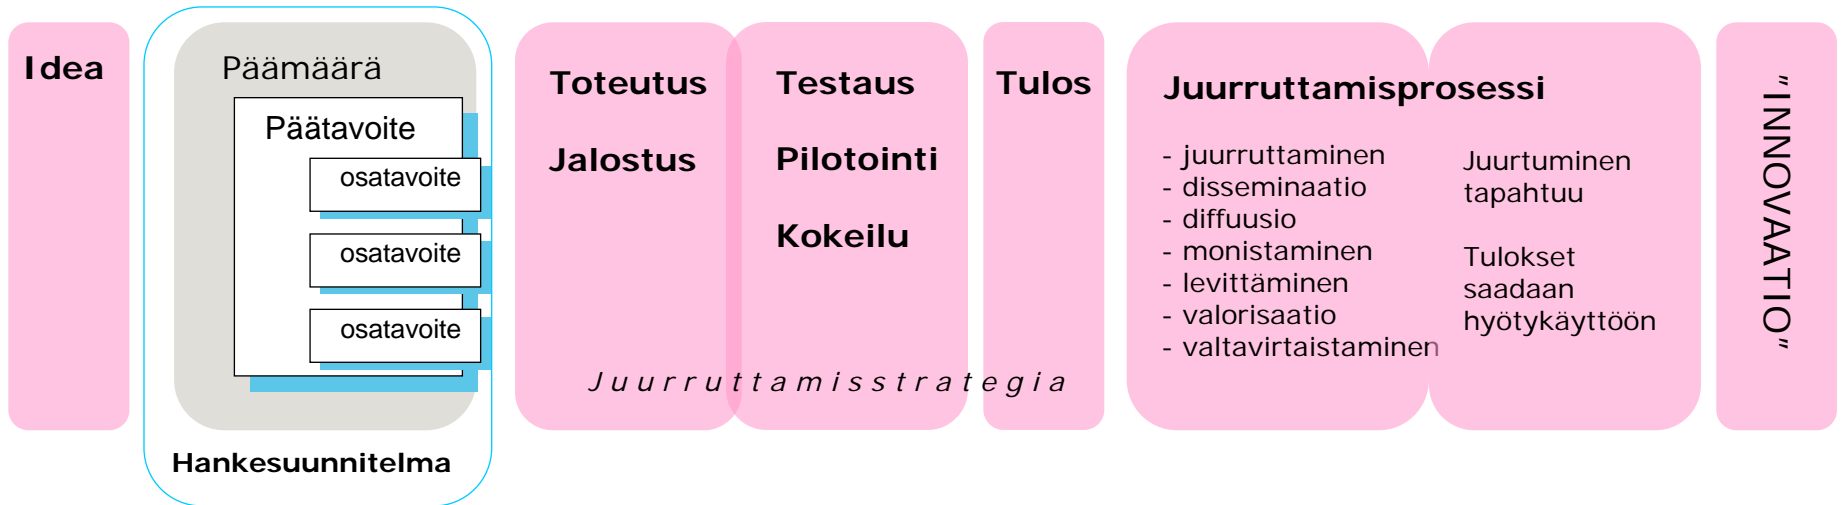 Idea
Päämäärä
Päätavoite
osatavoite
osatavoite
osatavoite
Hankesuunnitelma
Toteutus
Jalostus
Testaus
Pilotointi
Kokeilu
Tulos
Juurruttamisstrategia
Juurruttamisprosessi
- juurruttaminen
- disseminaatio
- diffuusio
- monistaminen
- levittäminen
- valorisaatio
- valtavirtaistaminen
Juurtuminen
tapahtuu
Tulokset
saadaan
hyötykäyttöön
"INNOVAATIO"